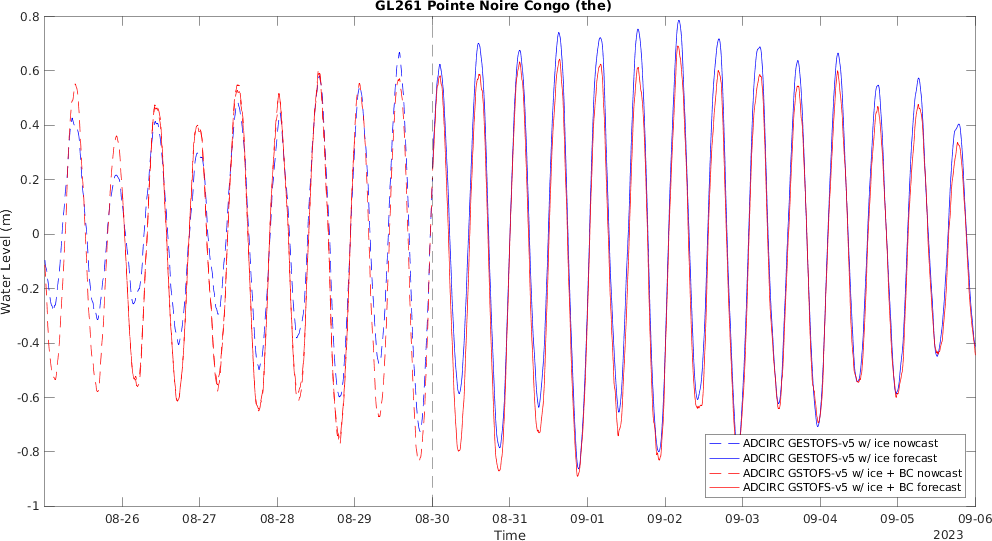 GL261 Pointe Noire Congo (the)
0.8
0.6
0.4
0.2
0
-0.2
-0.4
-0.6
-0.8
-1
Water Level (m)
ADCIRC GESTOFS-v5 w/ ice nowcast
ADCIRC GESTOFS-v5 w/ ice forecast
ADCIRC GSTOFS-v5 w/ ice + BC nowcast
ADCIRC GSTOFS-v5 w/ ice + BC forecast
08-26 08-27 08-28 08-29 08-30 08-31 09-01 09-02 09-03 09-04 09-05 09-06
Time
2023